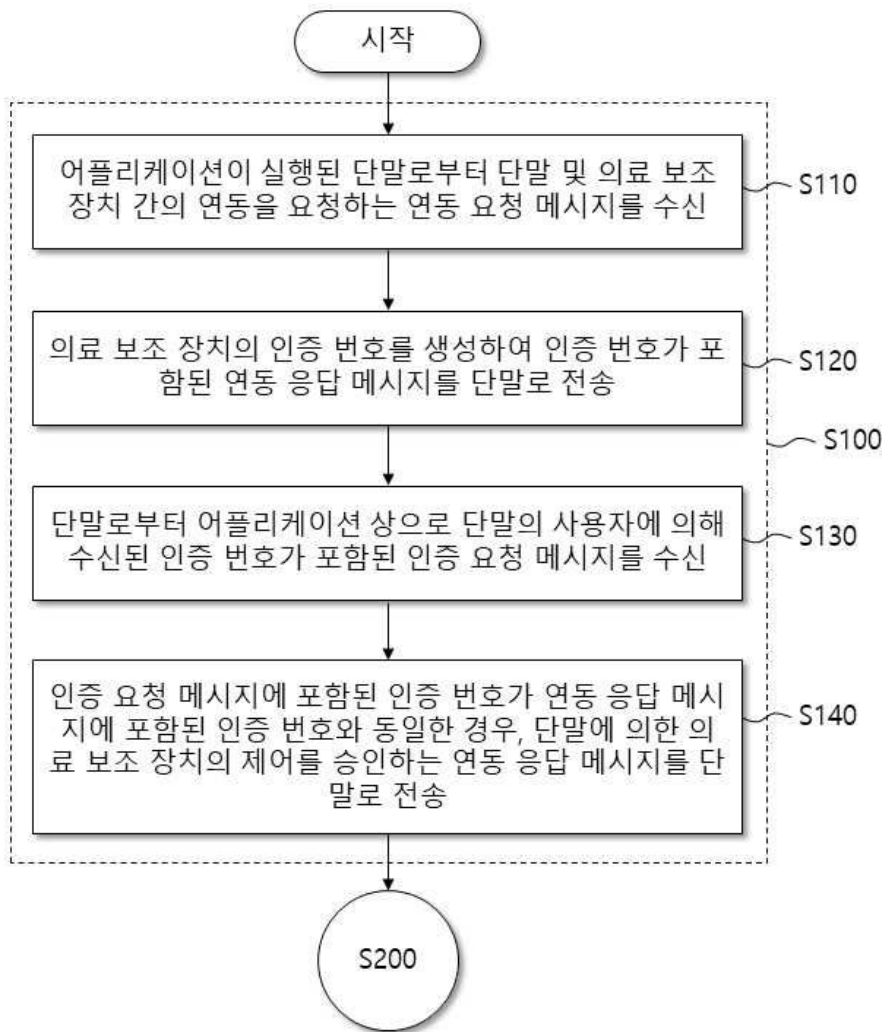 시작
어플리케이션이 실행된 단말로부터 단말 및 의료 보조
장치 간의 연동을 요청하는 연동 요청 메시지를 수신
S110
의료 보조 장치의 인증 번호를 생성하여 인증 번호가 포
함된 연동 응답 메시지를 단말로 전송
S120
S100
단말로부터 어플리케이션 상으로 단말의 사용자에 의해
수신된 인증 번호가 포함된 인증 요청 메시지를 수신
S130
인증 요청 메시지에 포함된 인증 번호가 연동 응답 메시
지에 포함된 인증 번호와 동일한 경우, 단말에 의한 의
료 보조 장치의 제어를 승인하는 연동 응답 메시지를 단
말로 전송
S140
S200